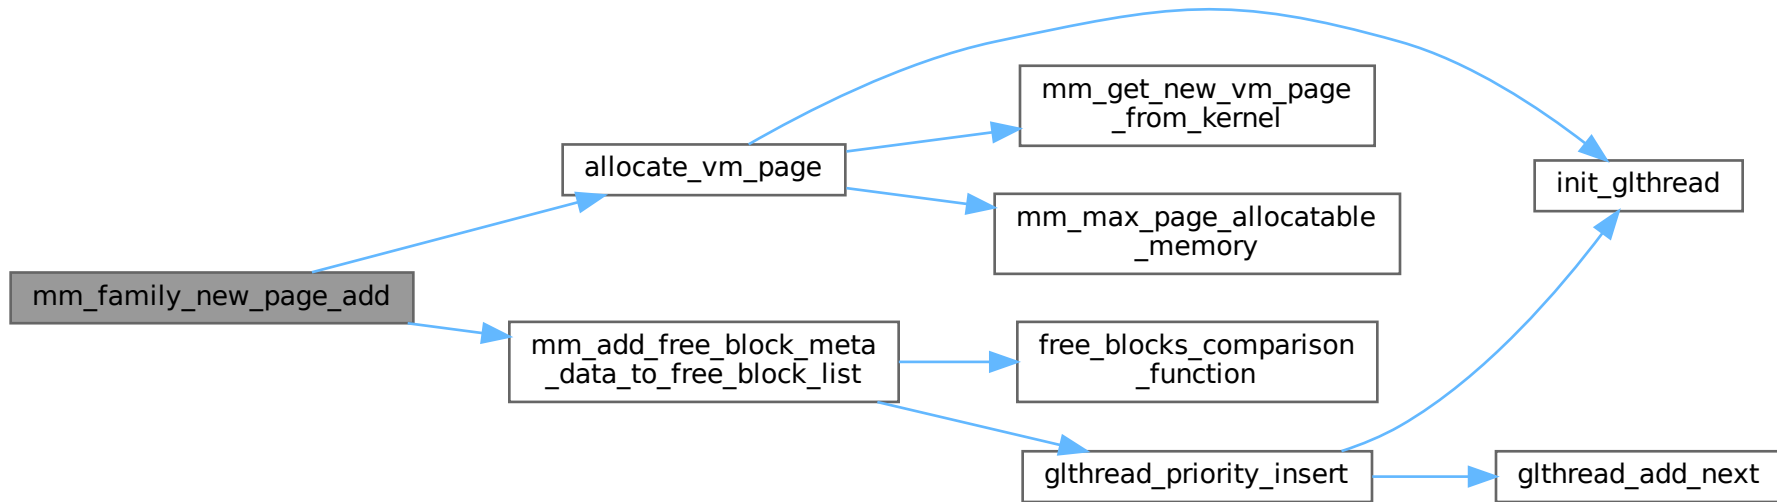 mm_family_new_page_add
allocate_vm_page
mm_add_free_block_meta
_data_to_free_block_list
mm_get_new_vm_page
_from_kernel
mm_max_page_allocatable
_memory
free_blocks_comparison
_function
glthread_priority_insert
init_glthread
glthread_add_next